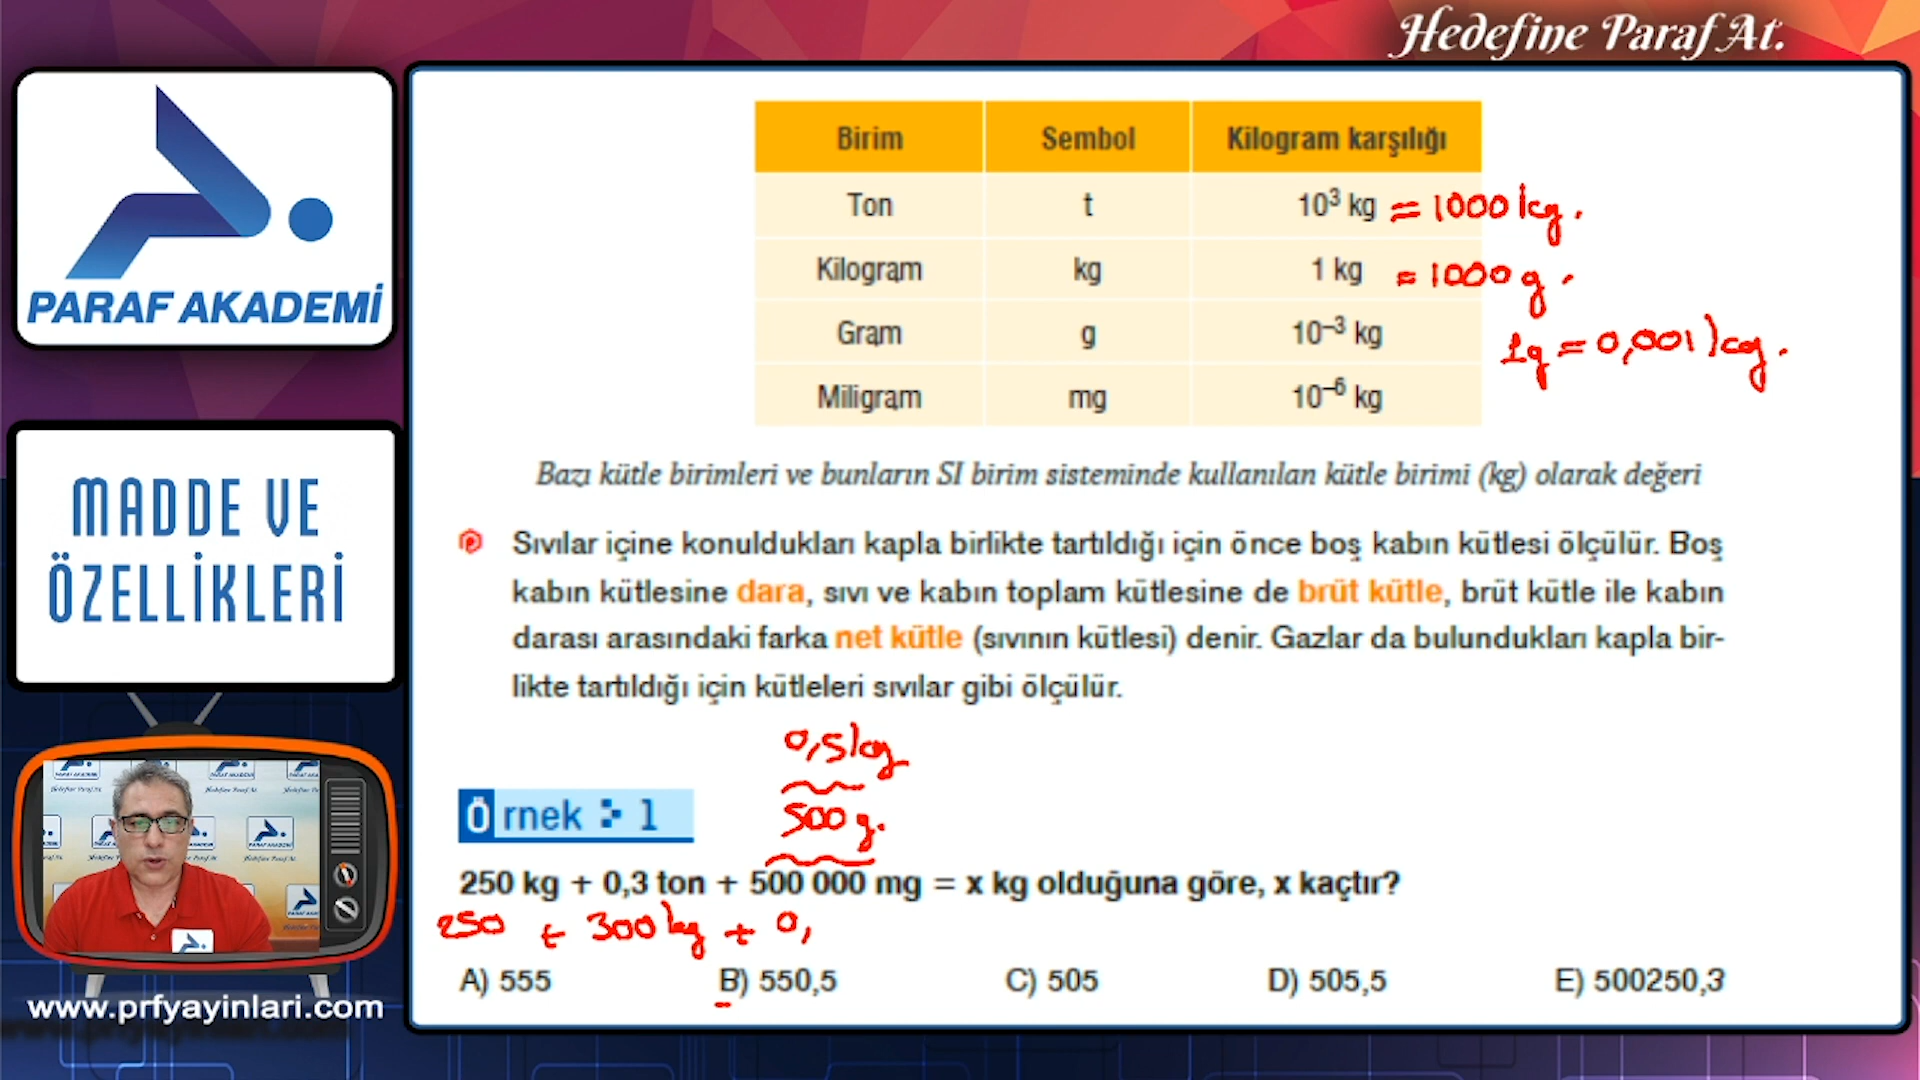 Hedefine Paraf At.
PARAF AKADEMİ
MADDE VE
ÖZELLİKLERİ
www.prfyayinlari.com
Birim Sembol Kilogram karşılığı
Ton t 10³ kg = 1000 kg.
Kilogram kg 1 kg = 1000 g.
Gram g 10⁻³ kg 1g = 0,001 kg.
Miligram mg 10⁻⁶ kg
Bazı kütle birimleri ve bunların SI birim sisteminde kullanılan kütle birimi (kg) olarak değeri
Sıvılar içine konuldukları kapla birlikte tartıldığı için önce boş kabın kütlesi ölçülür. Boş
kabın kütlesine dara, sıvı ve kabın toplam kütlesine de brüt kütle, brüt kütle ile kabın
darası arasındaki farka net kütle (sıvının kütlesi) denir. Gazlar da bulundukları kapla bir-
likte tartıldığı için kütleleri sıvılar gibi ölçülür.
0,5 kg
500 g.
Örnek 1
250 kg + 0,3 ton + 500 000 mg = x kg olduğuna göre, x kaçtır?
250 + 300 kg + 0,
A) 555 B) 550,5 C) 505 D) 505,5 E) 500250,3